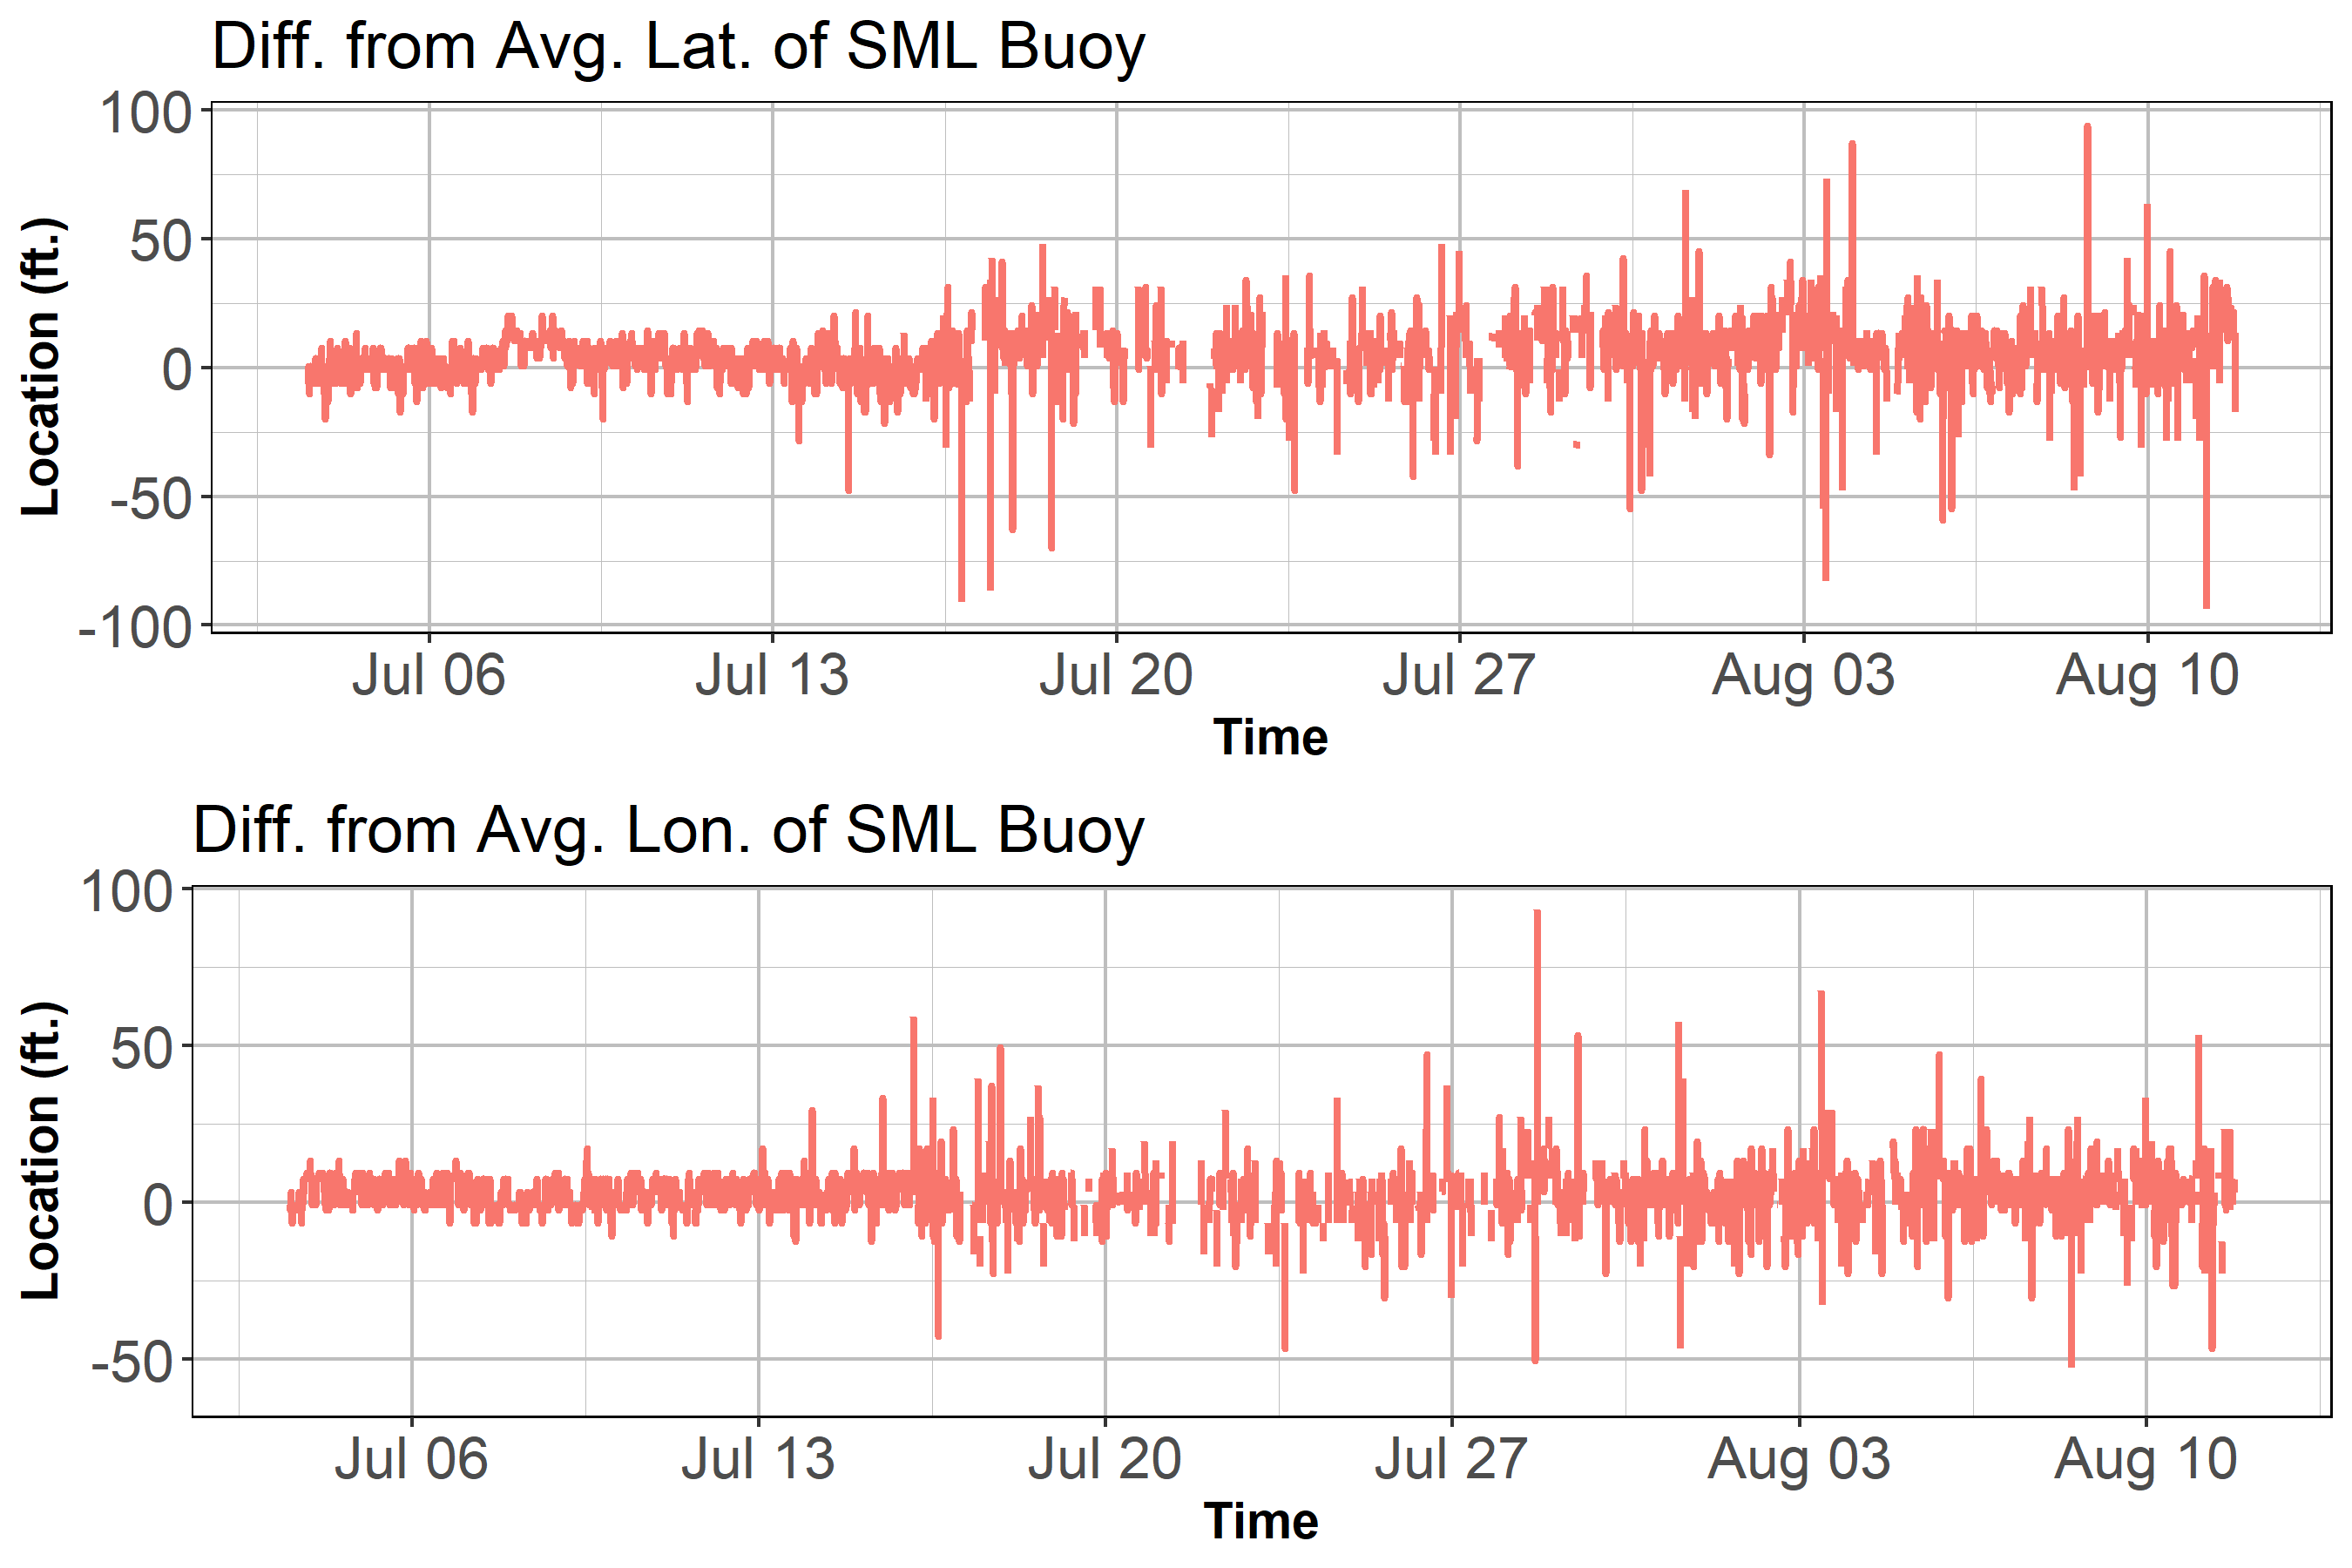 Diff. from Avg. Lat. of SML Buoy
100
50
0
-50
-100
Location (ft.)
Jul 06 Jul 13 Jul 20 Jul 27 Aug 03 Aug 10
Time
Diff. from Avg. Lon. of SML Buoy
100
50
0
-50
Location (ft.)
Jul 06 Jul 13 Jul 20 Jul 27 Aug 03 Aug 10
Time